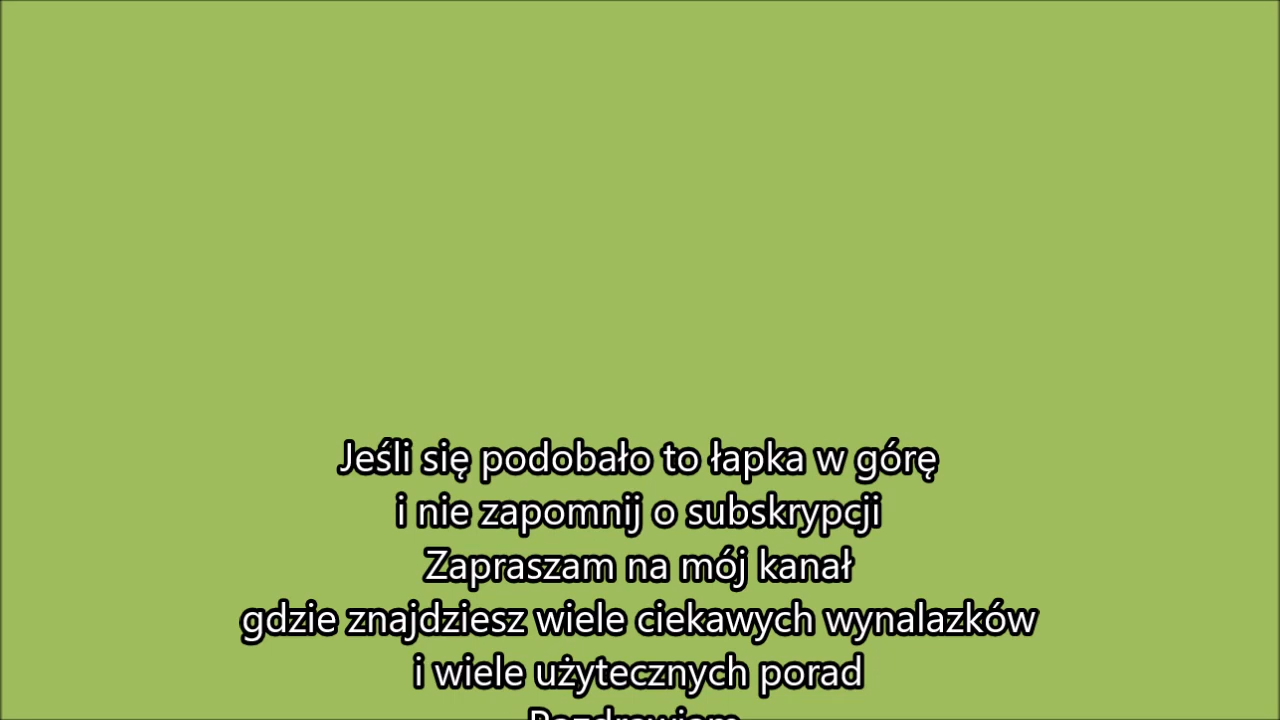 Jeśli się podobało to łapka w górę
i nie zapomnij o subskrypcji
Zapraszam na mój kanał
gdzie znajdziesz wiele ciekawych wynalazków
i wiele użytecznych porad
Pozdrawiam